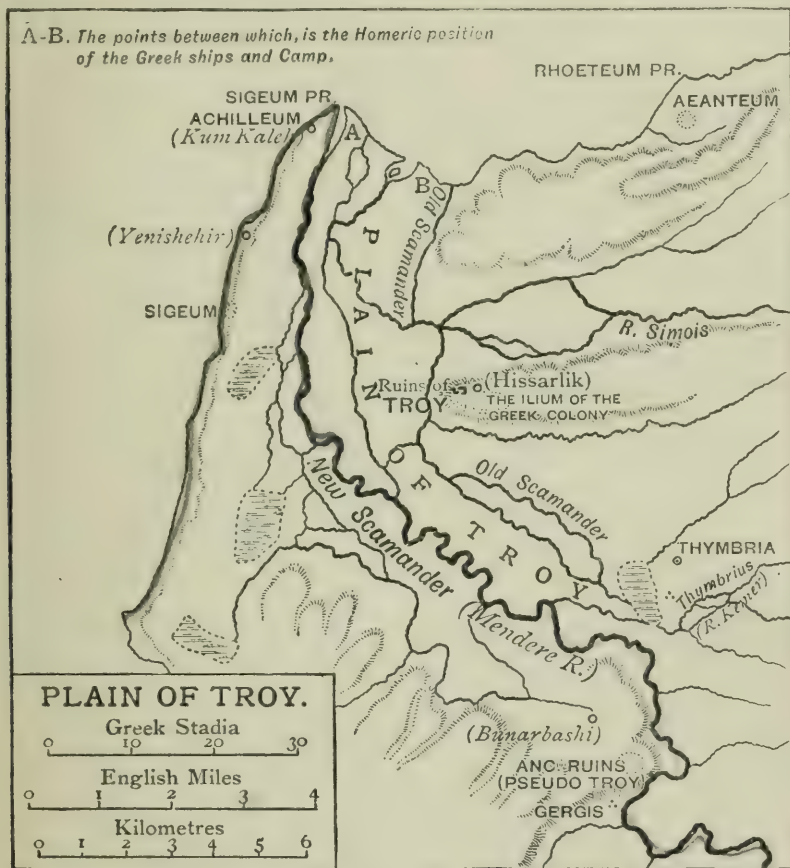 A-B. The points between which, is the Homeric position
of the Greek ships and Camp.
RHOETEUM PR.
AEANTEUM
SIGEUM PR.
ACHILLEUM
(Kum Kaleh)
A
B
(Yenishehir)
Old Scamander
SIGEUM
PLAIN OF TROY
R. Simois
Ruins of
TROY
(Hissarlik)
THE ILIUM OF THE
GREEK COLONY
New Scamander
(Mendere R.)
Old Scamander
THYMBRIA
Thymbrius
(R. Kemer)
(Bunarbashi)
ANC. RUINS
(PSEUDO TROY)
GERGIS
PLAIN OF TROY.
Greek Stadia
0 10 20 30
English Miles
0 1 2 3 4
Kilometres
0 1 2 3 4 5 6